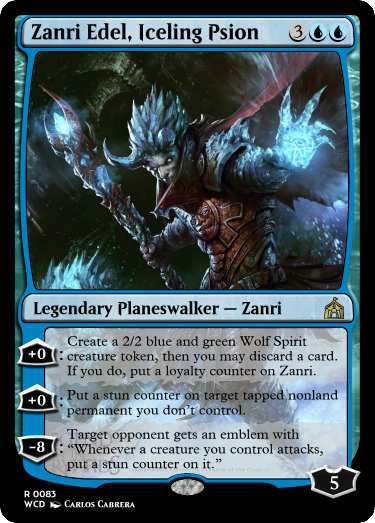 Zanri Edel, Iceling Psion 3
Legendary Planeswalker — Zanri
+0: Create a 2/2 blue and green Wolf Spirit
creature token, then you may discard a card.
If you do, put a loyalty counter on Zanri.
+0: Put a stun counter on target tapped nonland
permanent you don't control.
-8: Target opponent gets an emblem with
"Whenever a creature you control attacks,
put a stun counter on it."
5
R 0083
WCD CARLOS CABRERA